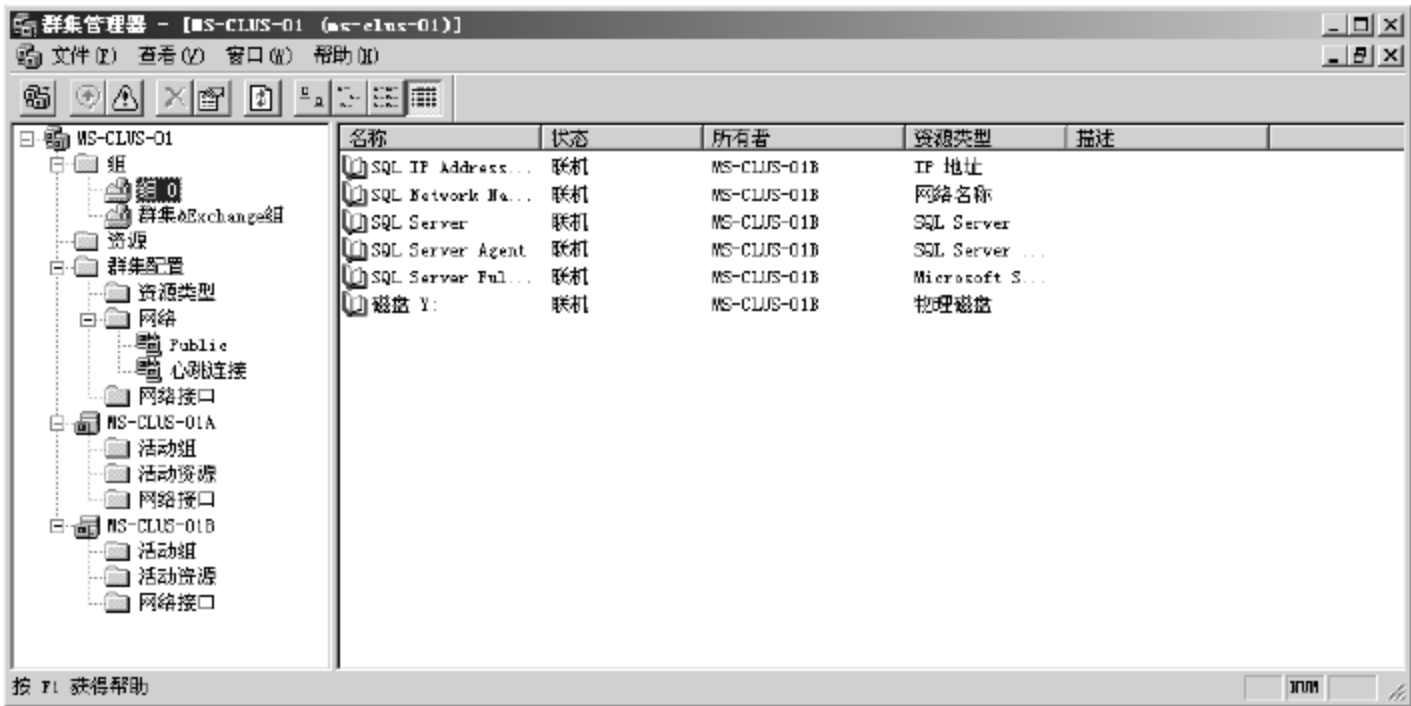 群集管理器 - [MS-CLUS-01 (ms-clus-01)]
文件(F) 查看(V) 窗口(W) 帮助(H)
MS-CLUS-01
组
组 0
群集&Exchange组
资源
群集配置
资源类型
网络
Public
心跳连接
网络接口
MS-CLUS-01A
活动组
活动资源
网络接口
MS-CLUS-01B
活动组
活动资源
网络接口
名称 状态 所有者 资源类型 描述
SQL IP Address... 联机 MS-CLUS-01B IP 地址
SQL Network Na... 联机 MS-CLUS-01B 网络名称
SQL Server 联机 MS-CLUS-01B SQL Server
SQL Server Agent 联机 MS-CLUS-01B SQL Server ...
SQL Server Ful... 联机 MS-CLUS-01B Microsoft S...
磁盘 Y: 联机 MS-CLUS-01B 物理磁盘
按 F1 获得帮助
NUM